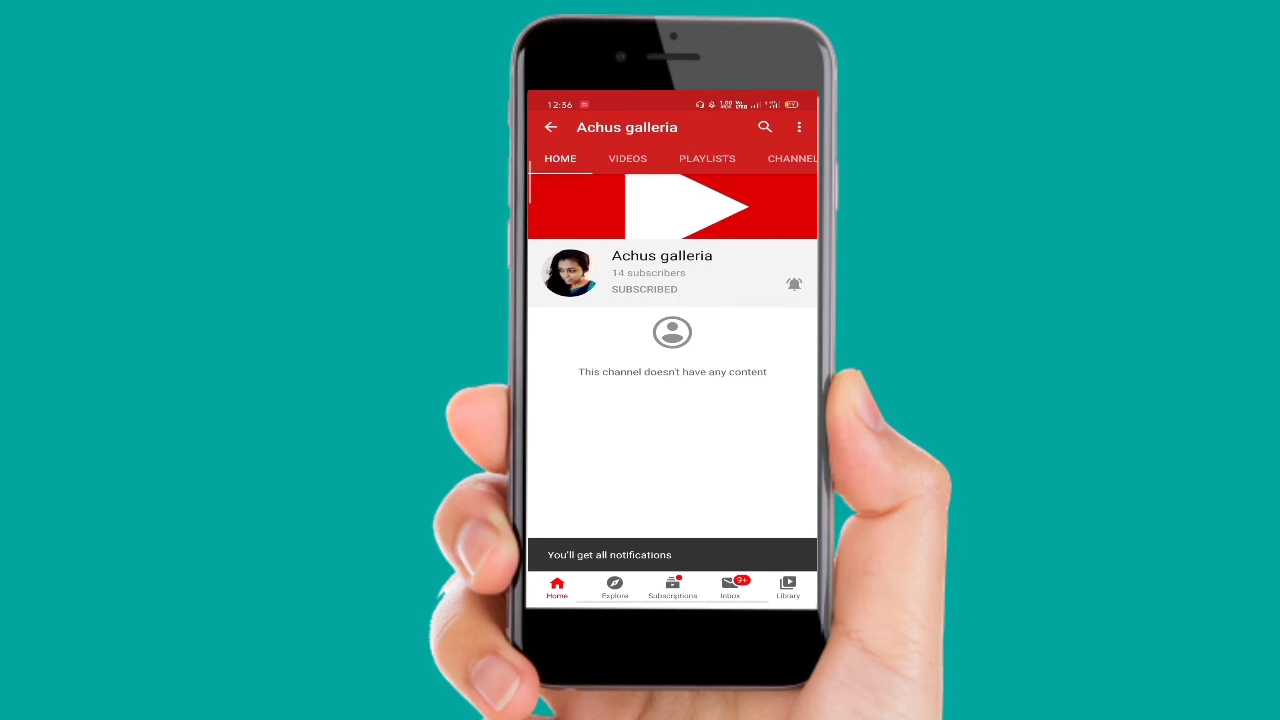 12:36
Achus galleria
HOME VIDEOS PLAYLISTS CHANNEL
Achus galleria
14 subscribers
SUBSCRIBED
This channel doesn't have any content
You'll get all notifications
9+
Home Explore Subscriptions Inbox Library